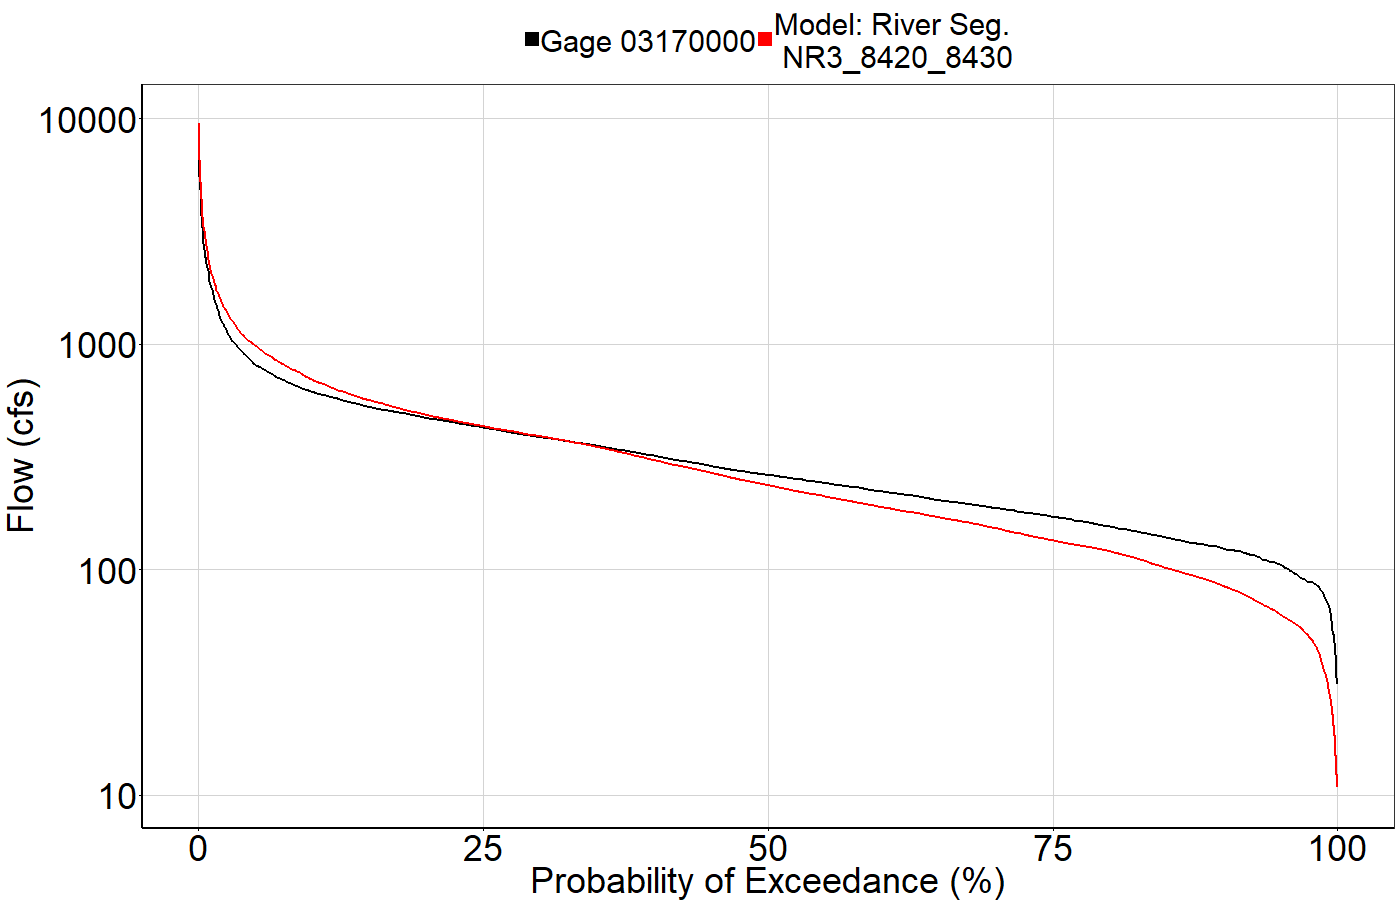 Gage 03170000
Model: River Seg.
NR3_8420_8430
10000
1000
100
10
Flow (cfs)
0 25 50 75 100
Probability of Exceedance (%)